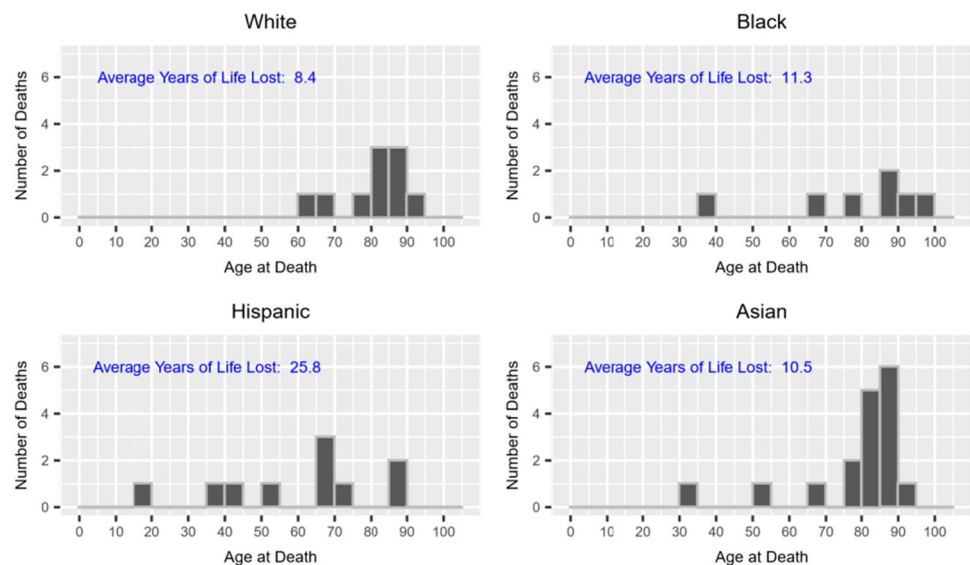 White
Number of Deaths
6
4
2
0
Average Years of Life Lost: 8.4
0 10 20 30 40 50 60 70 80 90 100
Age at Death
Black
Number of Deaths
6
4
2
0
Average Years of Life Lost: 11.3
0 10 20 30 40 50 60 70 80 90 100
Age at Death
Hispanic
Number of Deaths
6
4
2
0
Average Years of Life Lost: 25.8
0 10 20 30 40 50 60 70 80 90 100
Age at Death
Asian
Number of Deaths
6
4
2
0
Average Years of Life Lost: 10.5
0 10 20 30 40 50 60 70 80 90 100
Age at Death